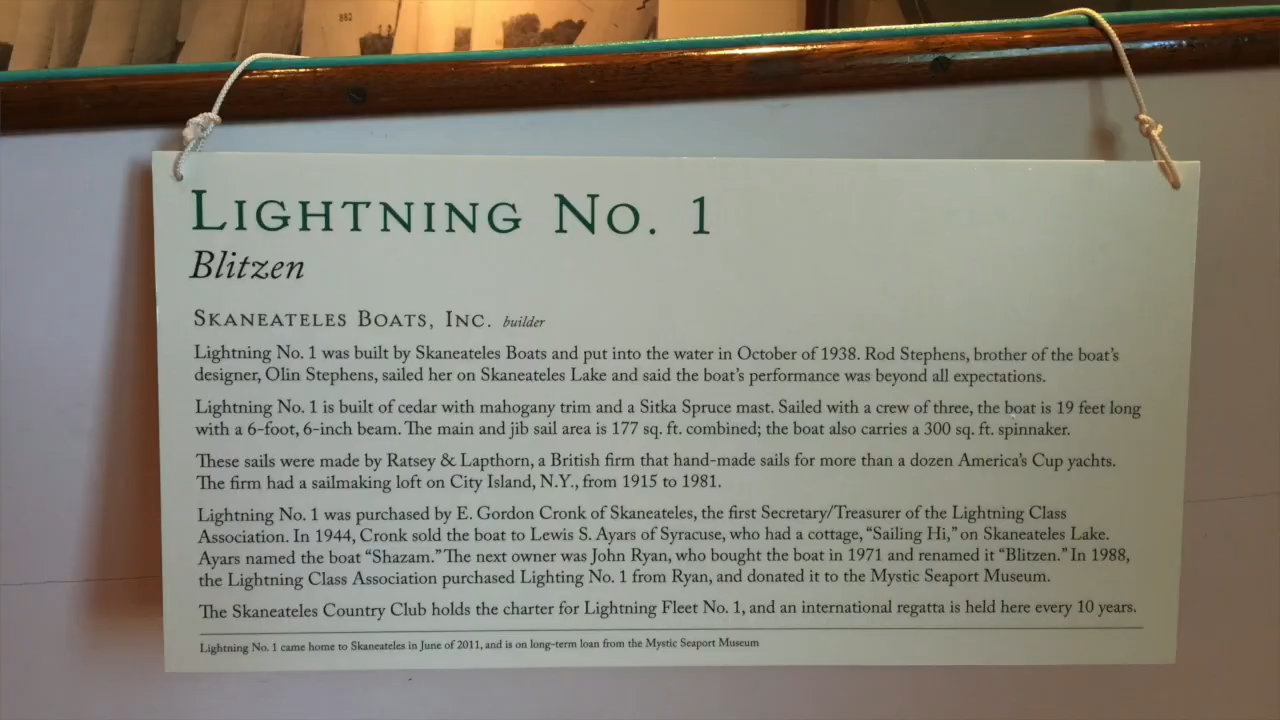 882
LIGHTNING NO. 1
Blitzen
SKANEATELES BOATS, INC. builder
Lightning No. 1 was built by Skaneateles Boats and put into the water in October of 1938. Rod Stephens, brother of the boat's
designer, Olin Stephens, sailed her on Skaneateles Lake and said the boat's performance was beyond all expectations.
Lightning No. 1 is built of cedar with mahogany trim and a Sitka Spruce mast. Sailed with a crew of three, the boat is 19 feet long
with a 6-foot, 6-inch beam. The main and jib sail area is 177 sq. ft. combined; the boat also carries a 300 sq. ft. spinnaker.
These sails were made by Ratsey & Lapthorn, a British firm that hand-made sails for more than a dozen America's Cup yachts.
The firm had a sailmaking loft on City Island, N.Y., from 1915 to 1981.
Lightning No. 1 was purchased by E. Gordon Cronk of Skaneateles, the first Secretary/Treasurer of the Lightning Class
Association. In 1944, Cronk sold the boat to Lewis S. Ayars of Syracuse, who had a cottage, "Sailing Hi," on Skaneateles Lake.
Ayars named the boat "Shazam." The next owner was John Ryan, who bought the boat in 1971 and renamed it "Blitzen." In 1988,
the Lightning Class Association purchased Lighting No. 1 from Ryan, and donated it to the Mystic Seaport Museum.
The Skaneateles Country Club holds the charter for Lightning Fleet No. 1, and an international regatta is held here every 10 years.
Lightning No. 1 came home to Skaneateles in June of 2011, and is on long-term loan from the Mystic Seaport Museum